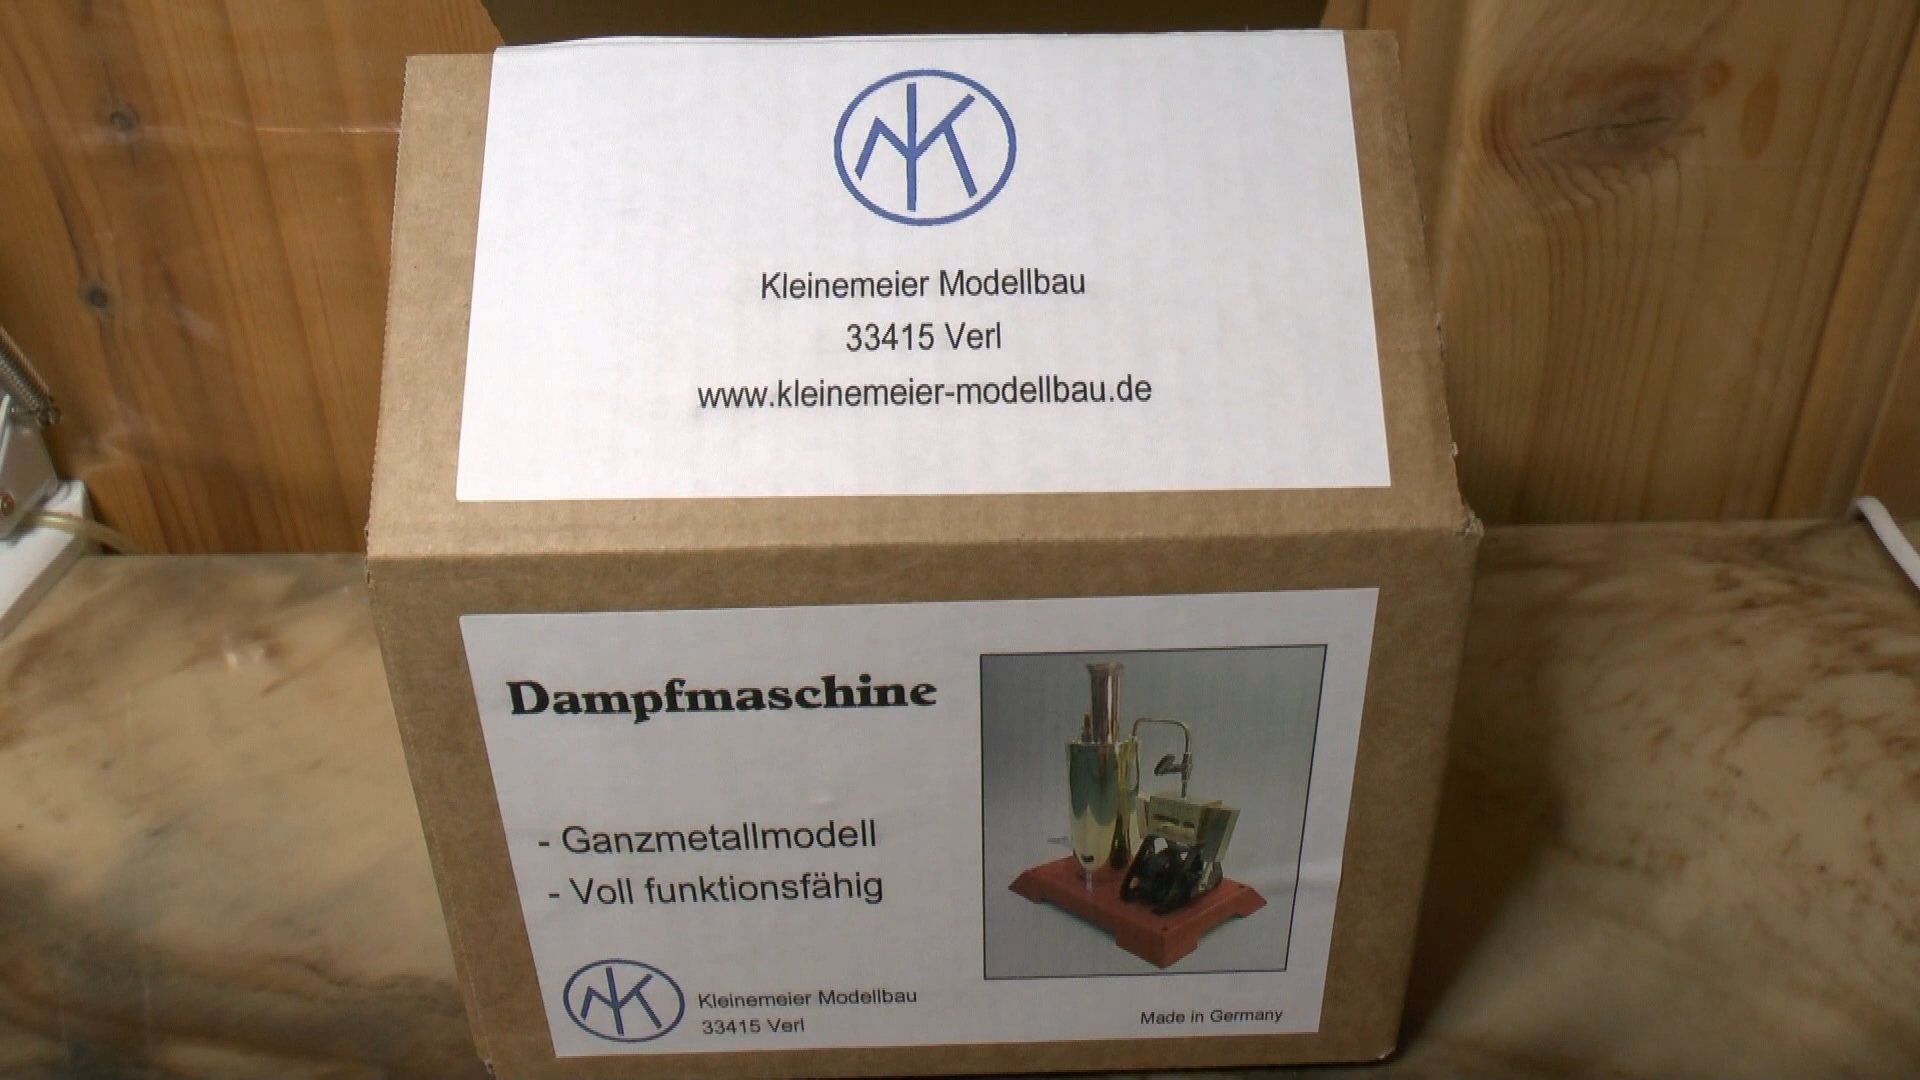 Kleinemeier Modellbau
33415 Verl
www.kleinemeier-modellbau.de
Dampfmaschine
- Ganzmetallmodell
- Voll funktionsfähig
Kleinemeier Modellbau
33415 Verl
Made in Germany